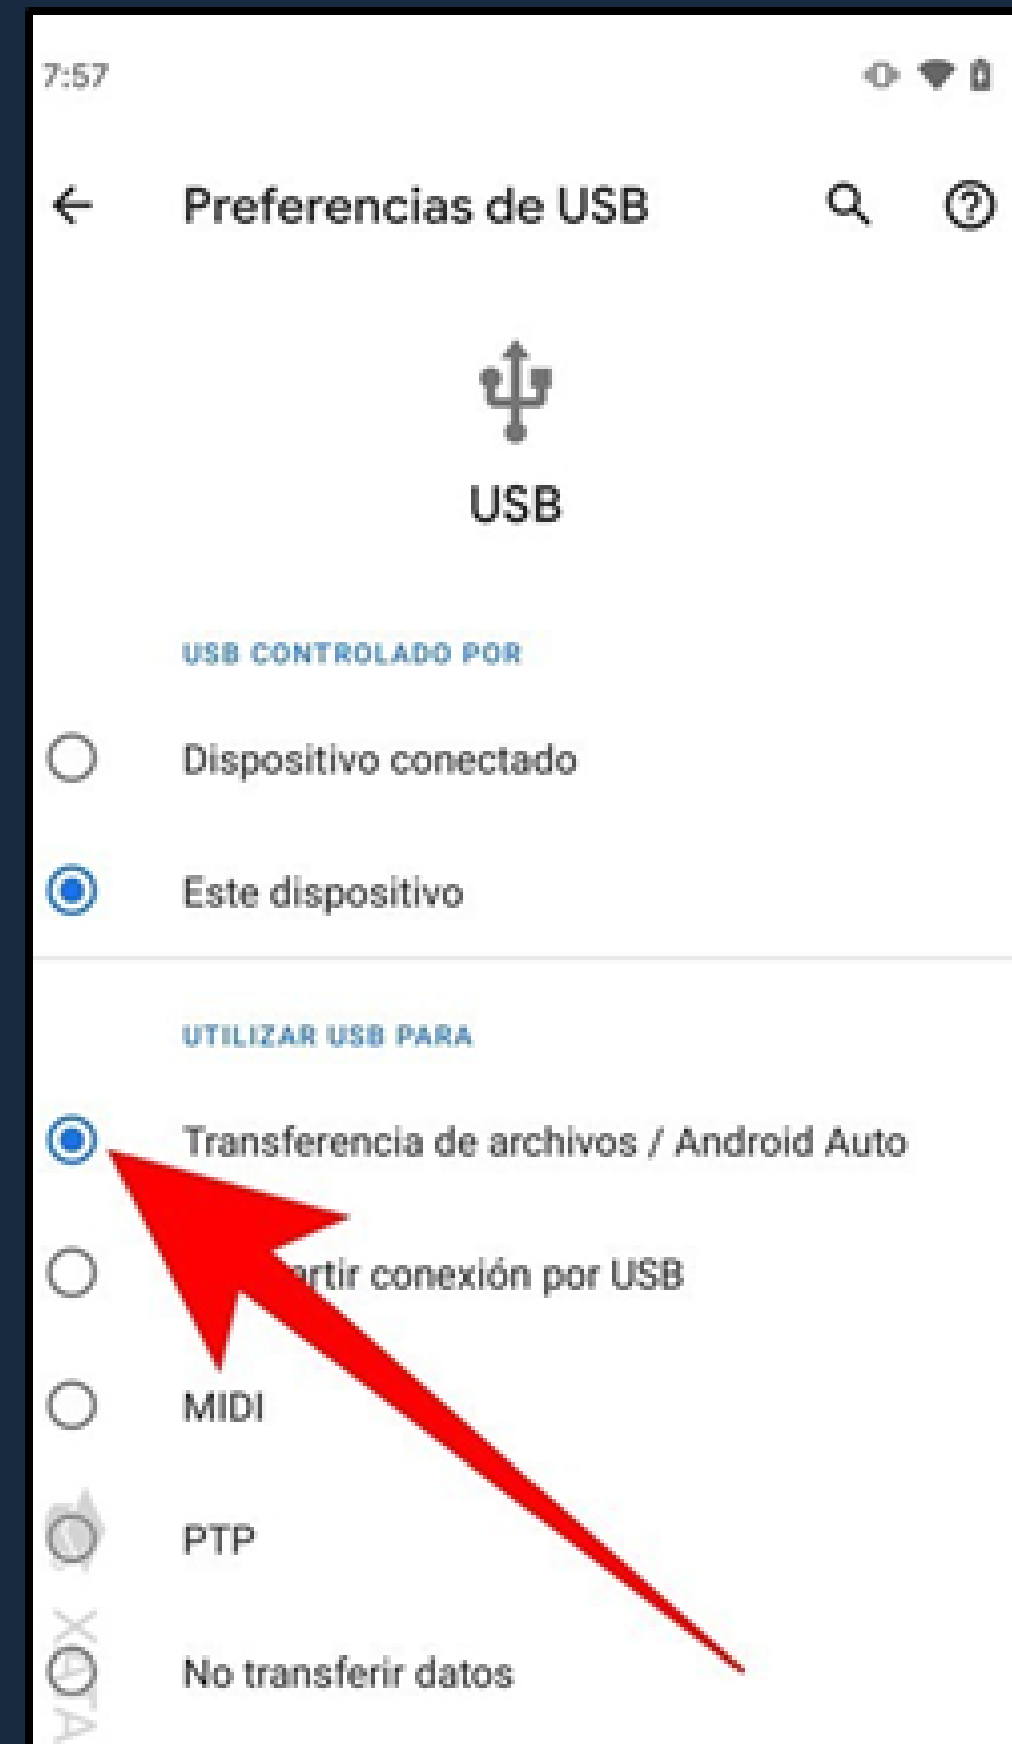 7:57
Preferencias de USB
USB
USB CONTROLADO POR
Dispositivo conectado
Este dispositivo
UTILIZAR USB PARA
Transferencia de archivos / Android Auto
conexión por USB
MIDI
PTP
No transferir datos